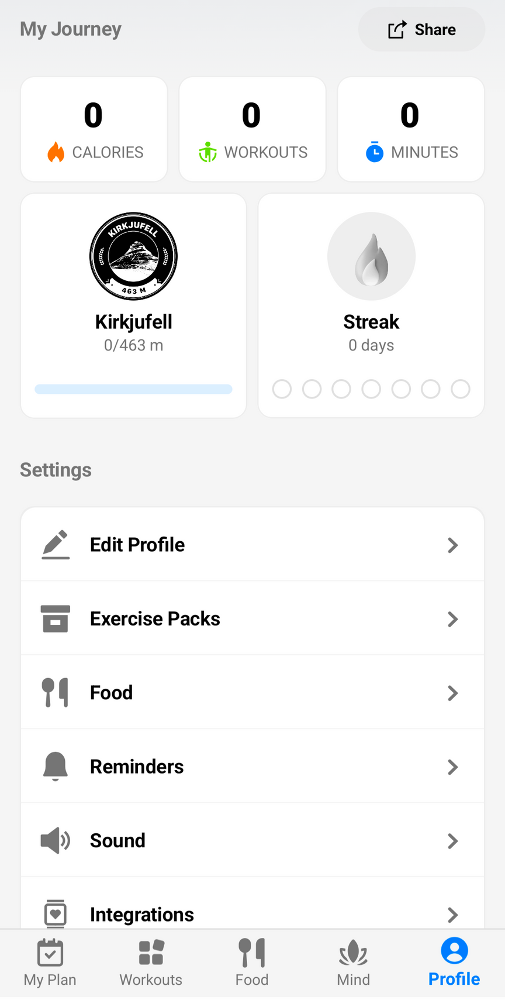 My Journey
Share
0
CALORIES
0
WORKOUTS
0
MINUTES
KIRKJUFELL
463 M
Kirkjufell
0/463 m
Streak
0 days
Settings
Edit Profile
Exercise Packs
Food
Reminders
Sound
Integrations
My Plan
Workouts
Food
Mind
Profile